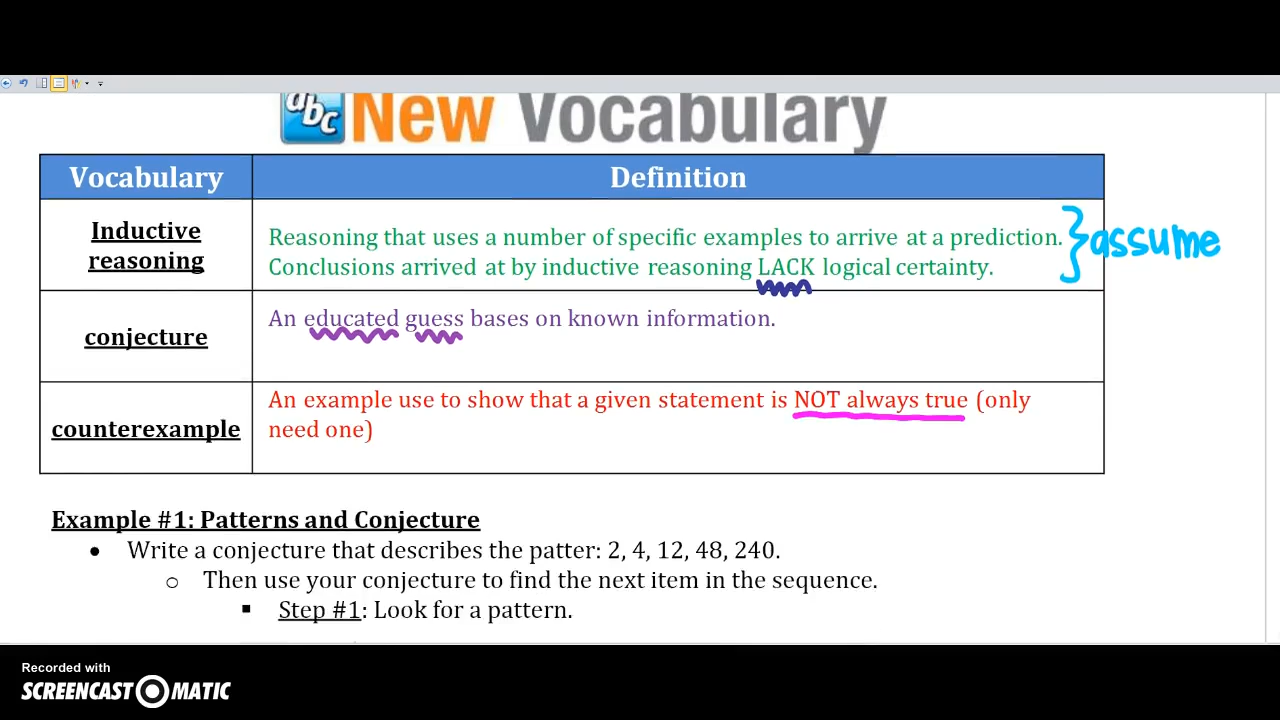 abc New Vocabulary
Vocabulary Definition
Inductive reasoning
Reasoning that uses a number of specific examples to arrive at a prediction.
Conclusions arrived at by inductive reasoning LACK logical certainty.
assume
conjecture
An educated guess bases on known information.
counterexample
An example use to show that a given statement is NOT always true (only
need one)
Example #1: Patterns and Conjecture
• Write a conjecture that describes the patter: 2, 4, 12, 48, 240.
o Then use your conjecture to find the next item in the sequence.
▪ Step #1: Look for a pattern.
Recorded with
SCREENCAST-O-MATIC